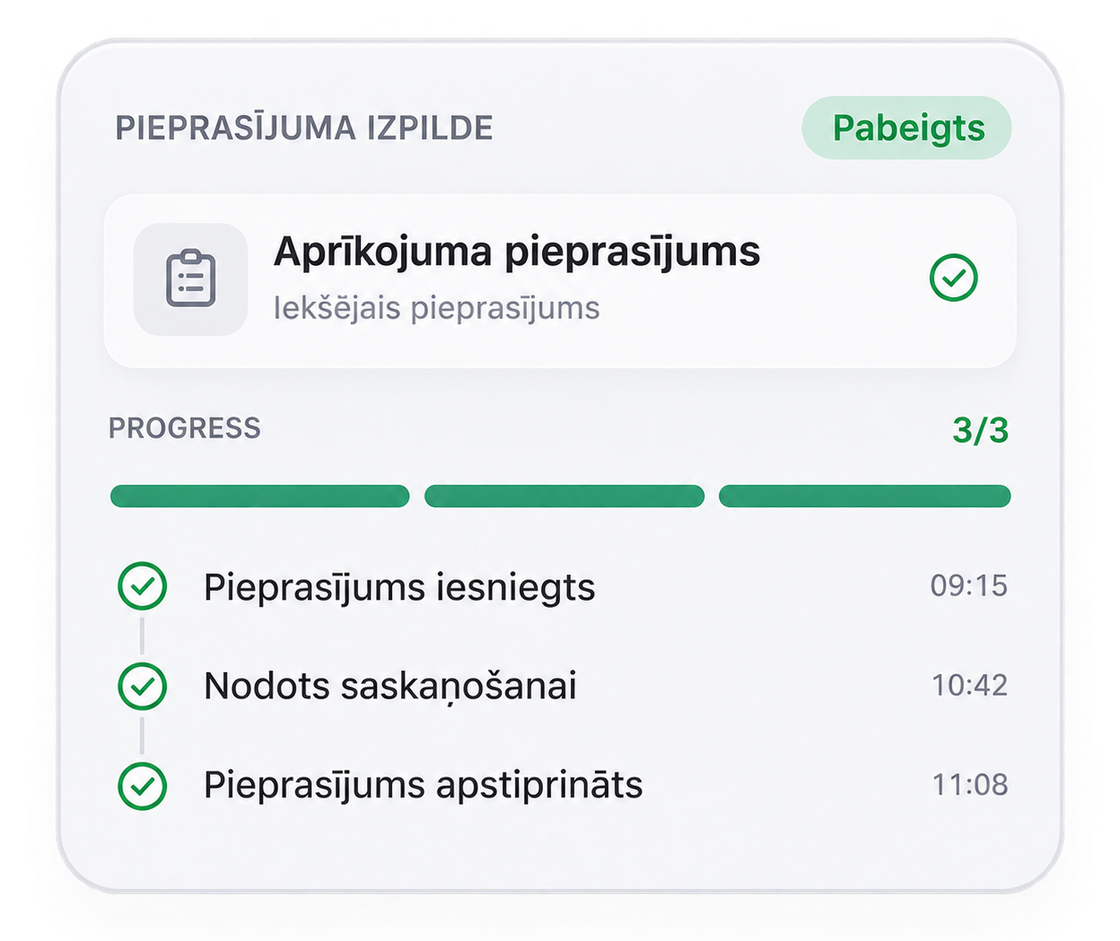 PIEPRASĪJUMA IZPILDE
Pabeigts
Aprīkojuma pieprasījums
Iekšējais pieprasījums
PROGRESS
3/3
Pieprasījums iesniegts
09:15
Nodots saskaņošanai
10:42
Pieprasījums apstiprināts
11:08